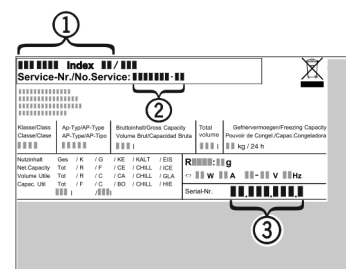 1
Index /
Service-Nr./No.Service: -
2
Klasse/Class Ap-Typ/AP-Type Bruttoinhalt/Gross Capacity Total Gefriervermoegen/Freezing Capacity
Classe/Clase AP-Type/AP-Tipo Volume Brut/Capacidad Bruta volume Pouvoir de Congel./Capac.Congeladora
l l kg / 24 h
Nutzinhalt Ges / K / G / KE / KALT / EIS
Net.Capacity Tot / R / F / CE / CHILL / ICE
Volume Utile Tot / R / C / CA / CHILL / GLA
Capac. Util Tot / F / C / BO / CHILL / HIE
l / l
R : g
~ W A - V Hz
Serial-Nr. . . .
3